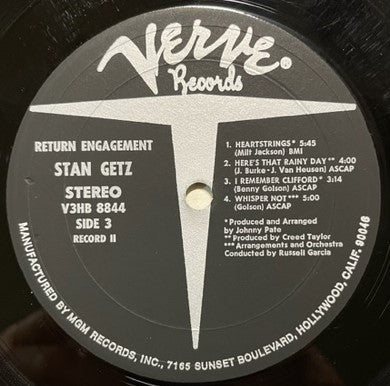 Verve®
Records
RETURN ENGAGEMENT
STAN GETZ
STEREO
V3HB 8844
SIDE 3
RECORD II
1. HEARTSTRINGS * 5:45
(Milt Jackson) BMI
2. HERE'S THAT RAINY DAY ** 4:00
(J. Burke - J. Van Heusen) ASCAP
3. I REMEMBER CLIFFORD * 3:14
(Benny Golson) ASCAP
4. WHISPER NOT *** 5:00
(Golson) ASCAP
*Produced and Arranged
by Johnny Pate
**Produced by Creed Taylor
***Arrangements and Orchestra
Conducted by Russell Garcia
MANUFACTURED BY MGM RECORDS, INC., 7165 SUNSET BOULEVARD, HOLLYWOOD, CALIF. 90046